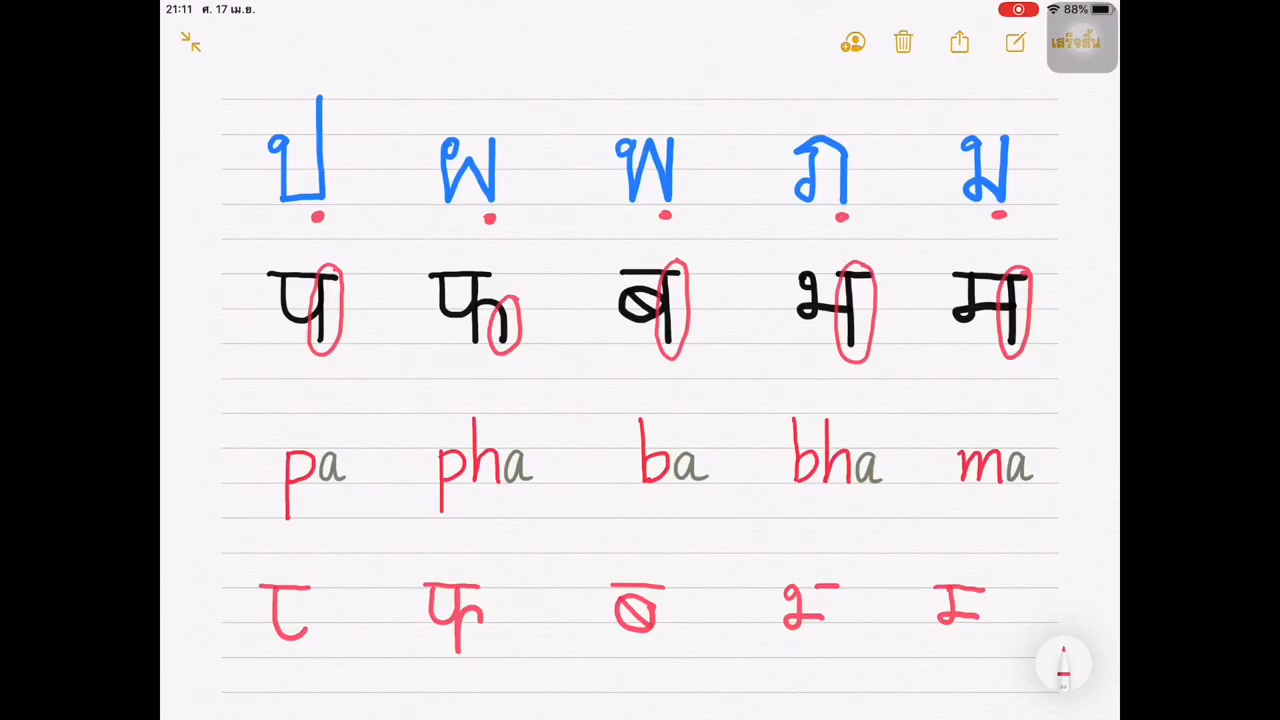 21:11 ศ. 17 เม.ย. 88%
เสร็จสิ้น
ป ผ พ ภ ม
प फ ब भ म
pa pha ba bha ma
प् फ् ब् भ् म्